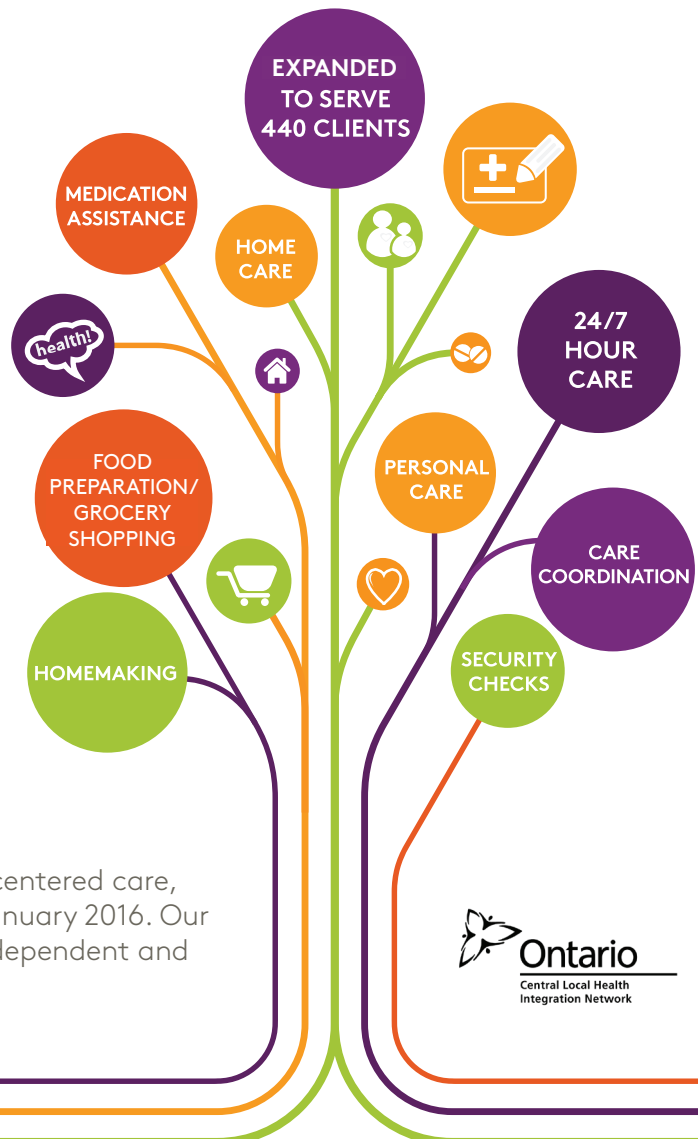 EXPANDED
TO SERVE
440 CLIENTS
MEDICATION
ASSISTANCE
HOME
CARE
24/7
HOUR
CARE
health!
FOOD
PREPARATION/
GROCERY
SHOPPING
PERSONAL
CARE
CARE
COORDINATION
HOMEMAKING
SECURITY
CHECKS
centered care,
nuary 2016. Our
dependent and
Ontario
Central Local Health
Integration Network